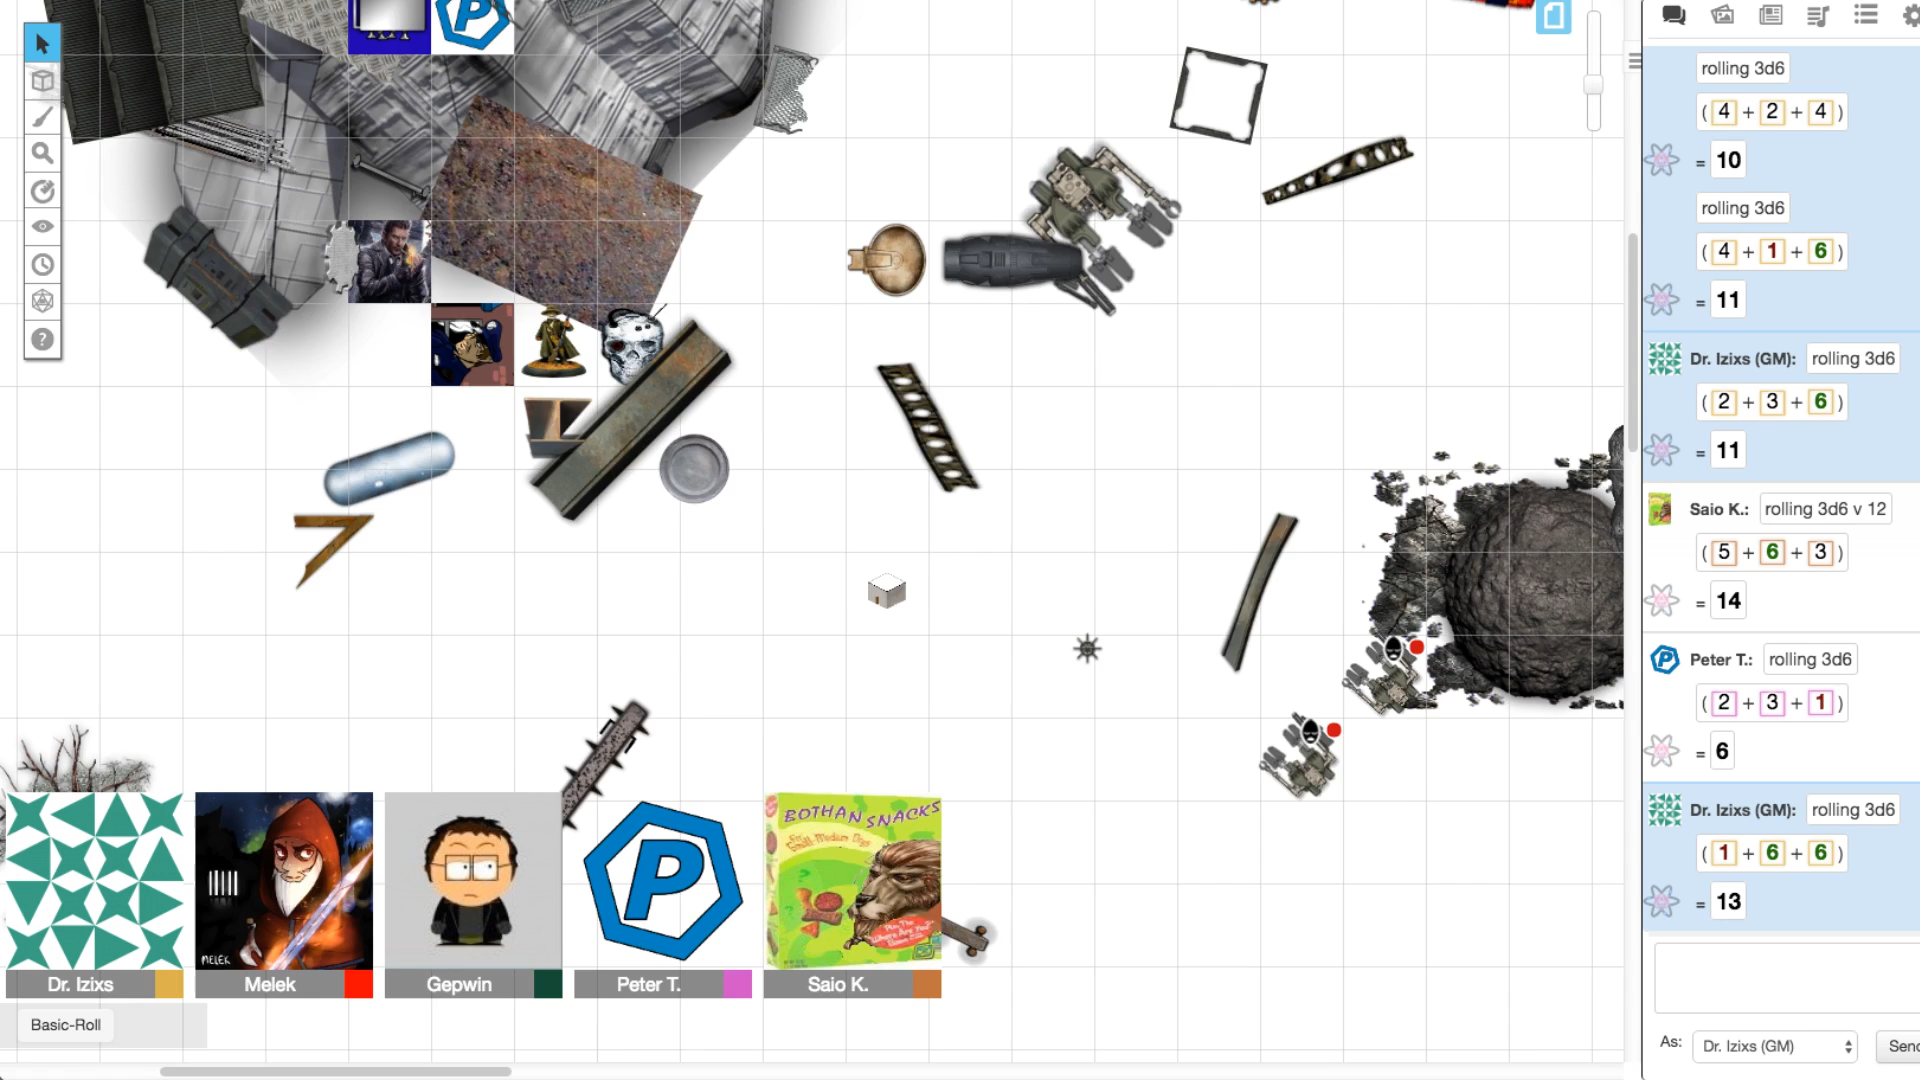 P
rolling 3d6
( 4 + 2 + 4 )
= 10
rolling 3d6
( 4 + 1 + 6 )
= 11
Dr. Izixs (GM): rolling 3d6
( 2 + 3 + 6 )
= 11
Saio K.: rolling 3d6 v 12
( 5 + 6 + 3 )
= 14
P Peter T.: rolling 3d6
( 2 + 3 + 1 )
= 6
Dr. Izixs (GM): rolling 3d6
( 1 + 6 + 6 )
= 13
As: Dr. Izixs (GM) Send
?
MELEK
P
BOTHAN SNACKS
Dr. Izixs
Melek
Gepwin
Peter T.
Saio K.
Basic-Roll